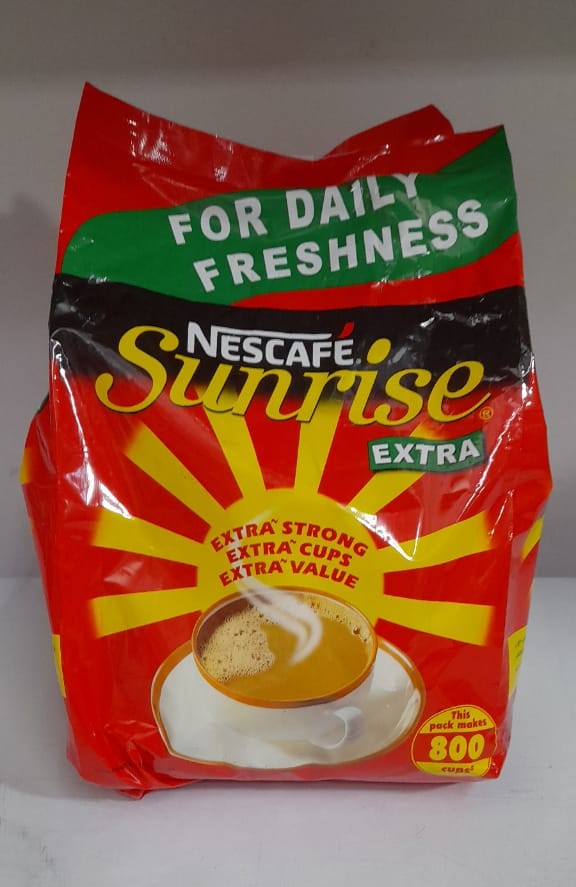 FOR DAILY
FRESHNESS
NESCAFÉ.
Sunrise®
EXTRA
EXTRA~ STRONG
EXTRA~ CUPS
EXTRA~ VALUE
This
pack makes
800
cups‡